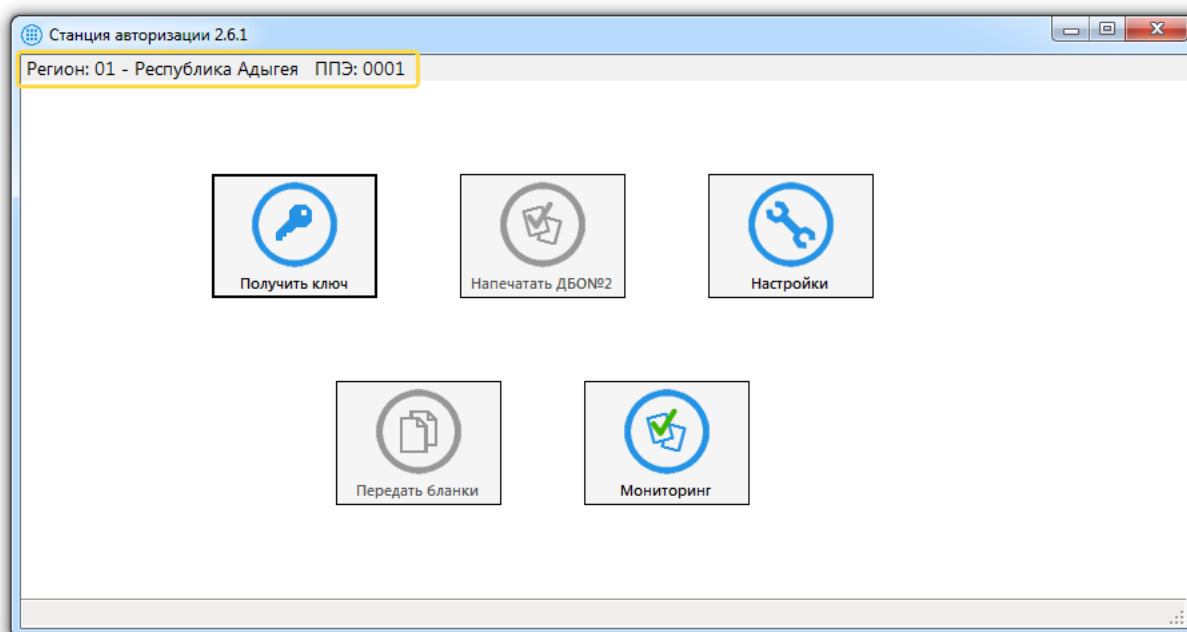 Станция авторизации 2.6.1
Регион: 01 - Республика Адыгея ППЭ: 0001
Получить ключ
Напечатать ДБО№2
Настройки
Передать бланки
Мониторинг